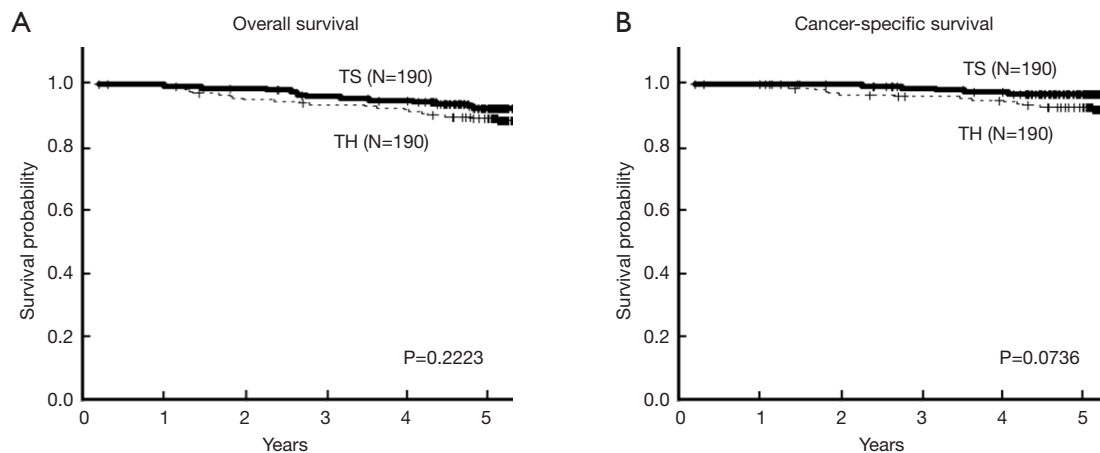 A
Overall survival
Survival probability
1.0
0.8
0.6
0.4
0.2
0.0
TS (N=190)
TH (N=190)
P=0.2223
0 1 2 3 4 5
Years
B
Cancer-specific survival
Survival probability
1.0
0.8
0.6
0.4
0.2
0.0
TS (N=190)
TH (N=190)
P=0.0736
0 1 2 3 4 5
Years